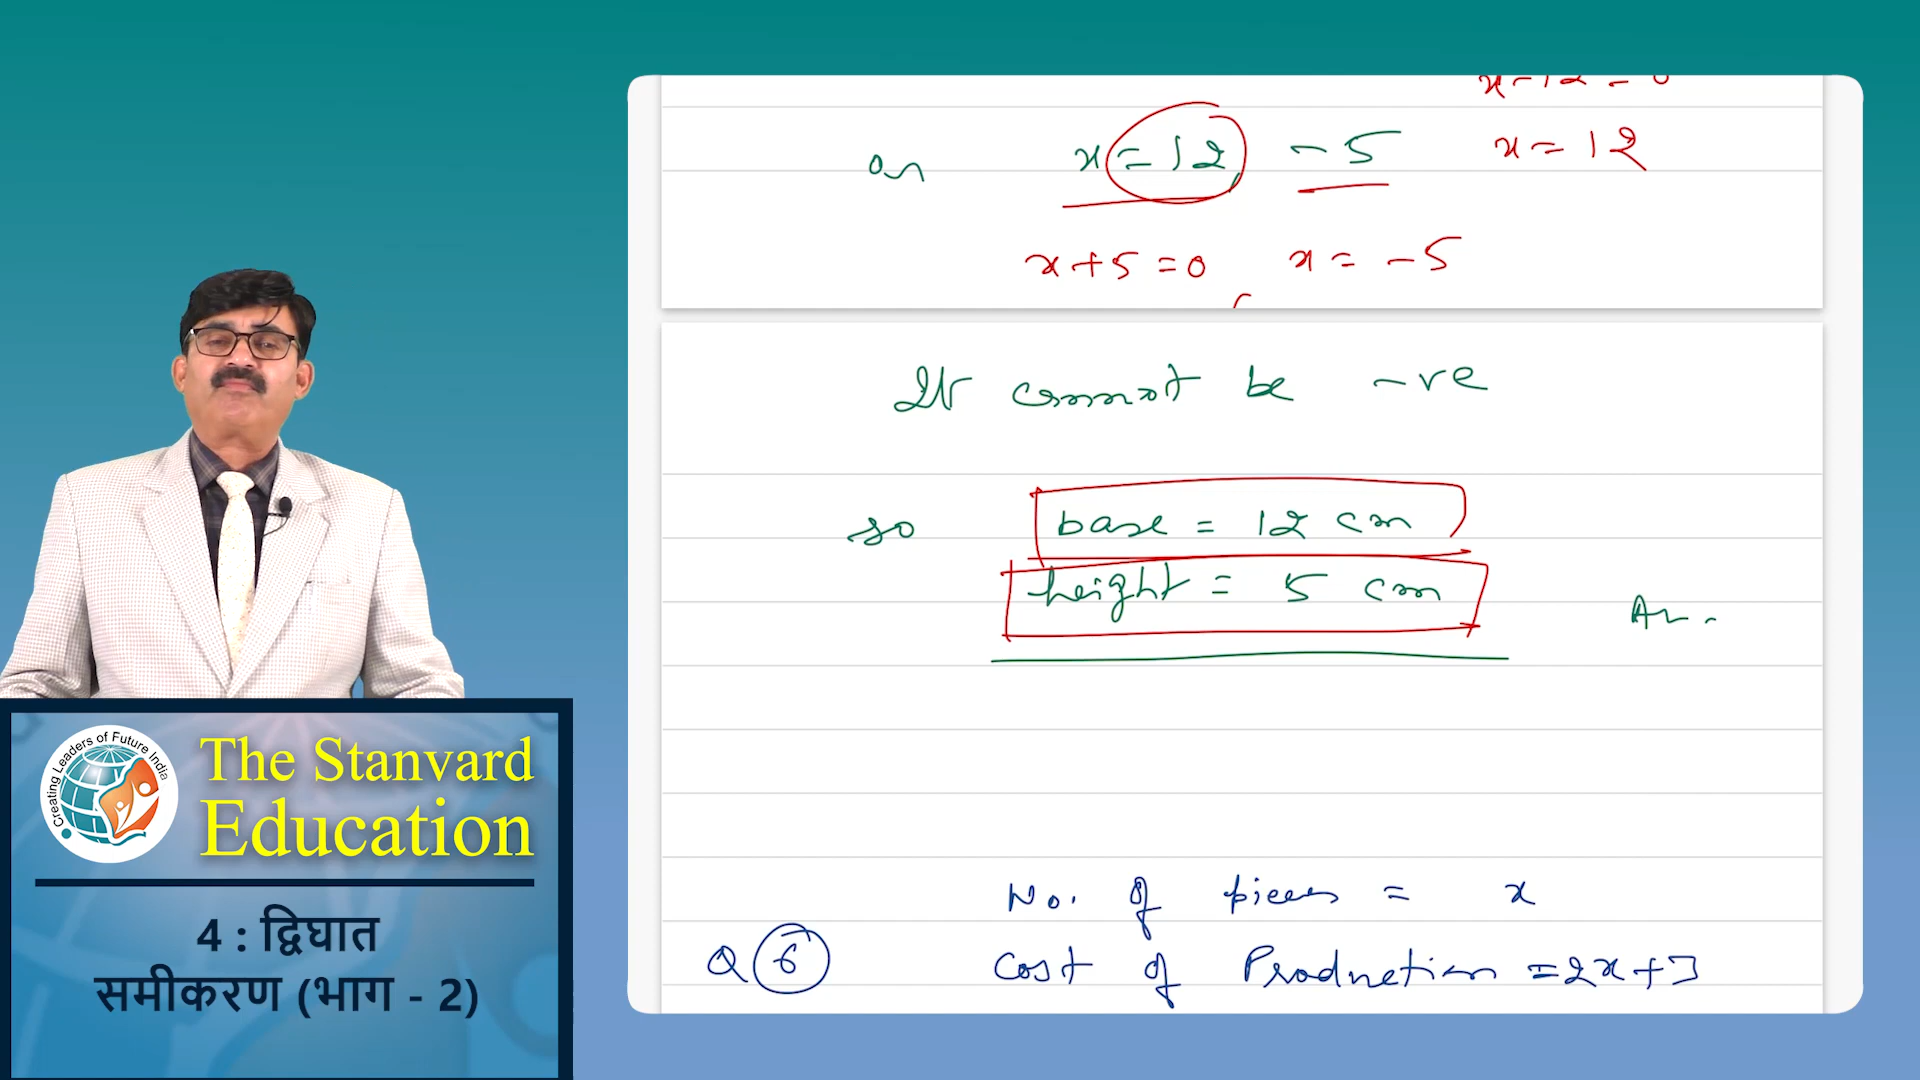 x-12 = 0
or x = 12, -5 x = 12
x+5 = 0 x = -5
It cannot be -ve
so base = 12 cm
height = 5 cm
An.
No. of pieces = x
Q 6 Cost of Production = 2x+3
Creating Leaders of Future India
The Stanvard
Education
4 : द्विघात
समीकरण (भाग - 2)